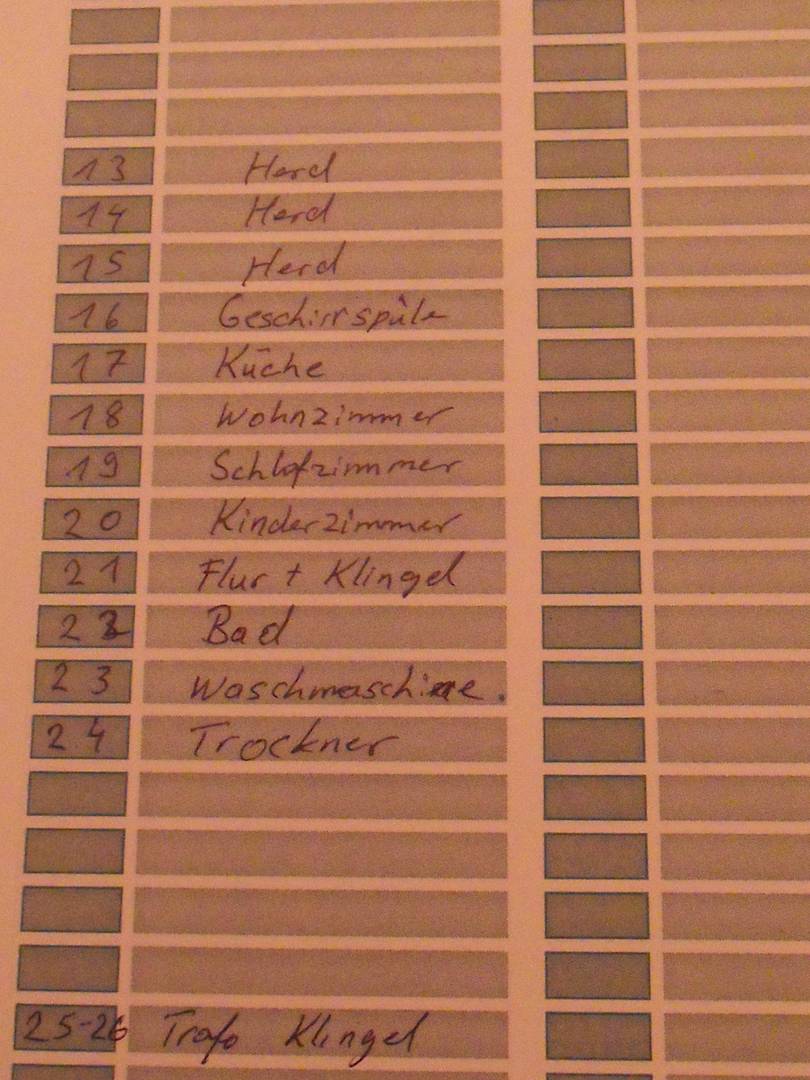 13 Herd
14 Herd
15 Herd
16 Geschirrspüle
17 Küche
18 Wohnzimmer
19 Schlafzimmer
20 Kinderzimmer
21 Flur + Klingel
22 Bad
23 Waschmaschine.
24 Trockner
25-26 Trafo Klingel